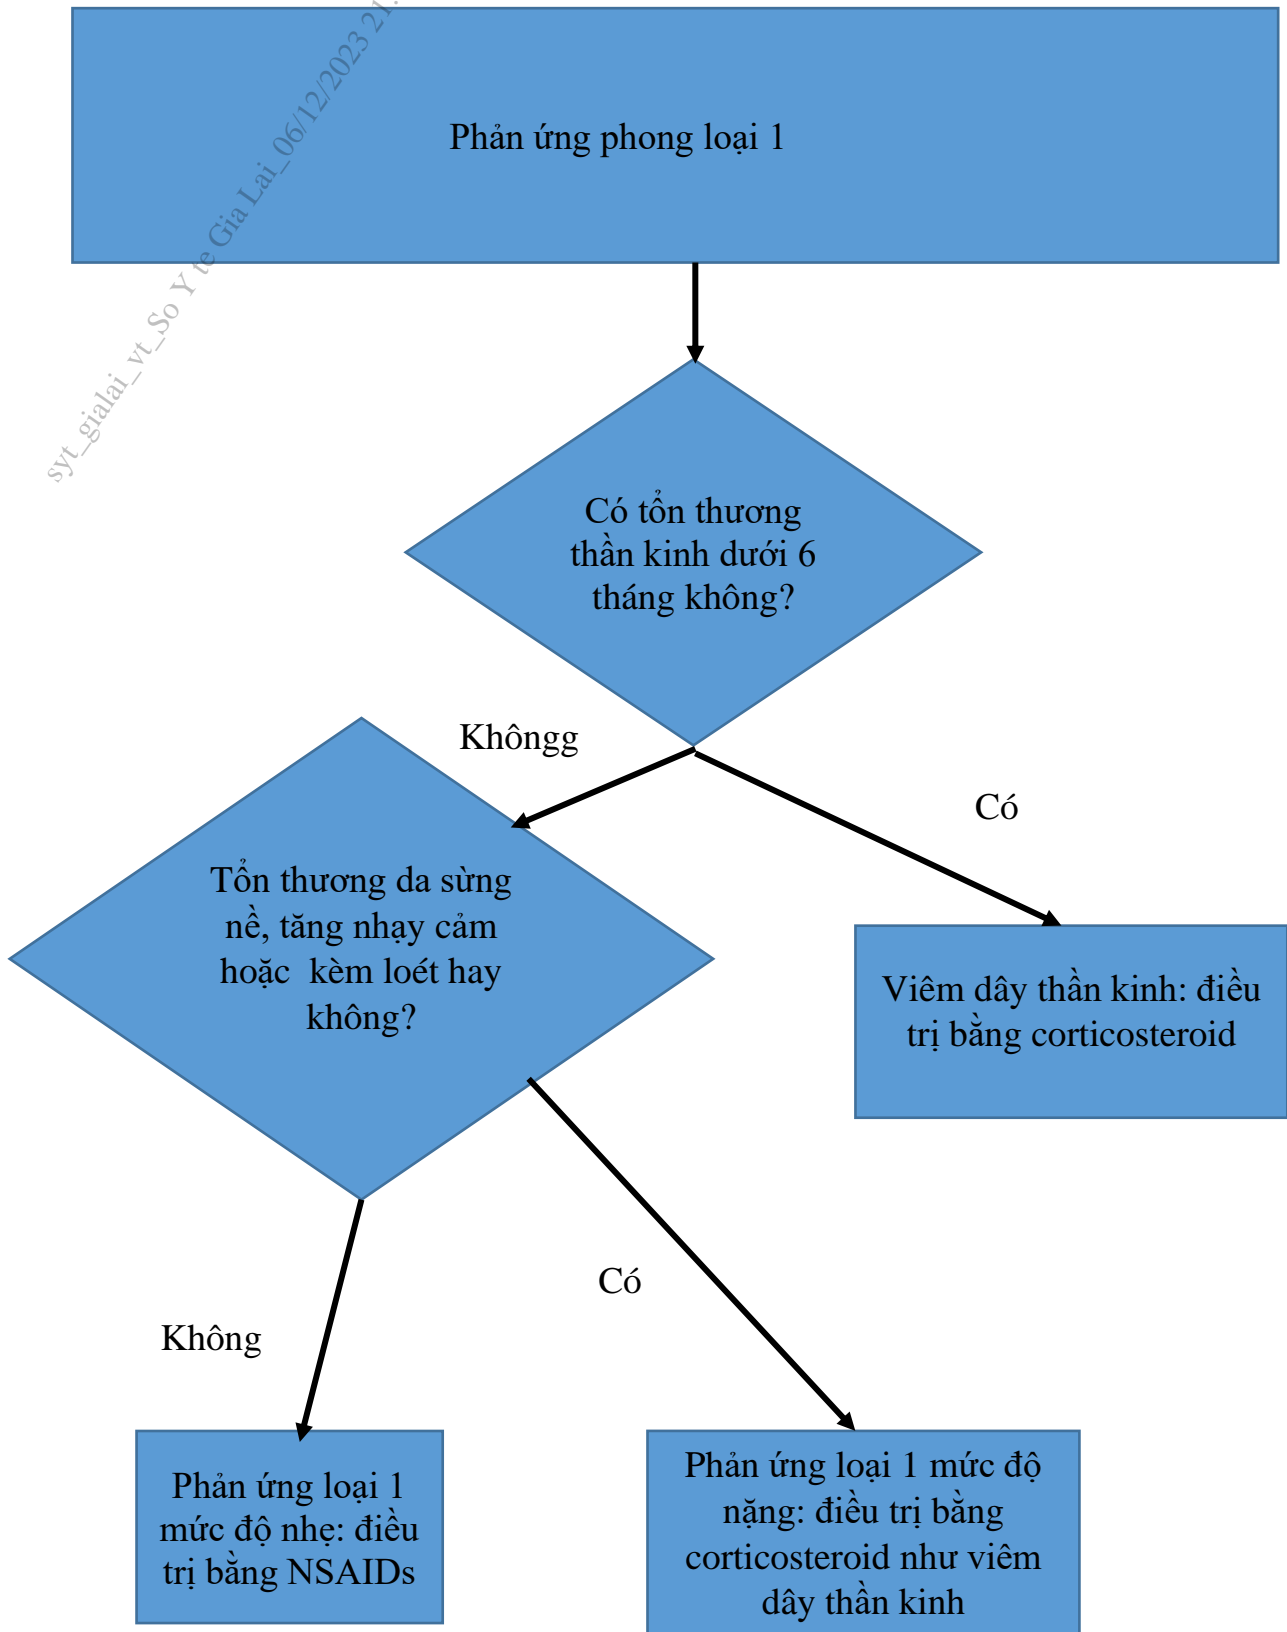 Phản ứng phong loại 1
syt_gialai_vt_So Y te Gia Lai_06/12/2023 21:
Có tổn thương
thần kinh dưới 6
tháng không?
Khôngg
Có
Tổn thương da sừng
nề, tăng nhạy cảm
hoặc kèm loét hay
không?
Viêm dây thần kinh: điều
trị bằng corticosteroid
Có
Không
Phản ứng loại 1
mức độ nhẹ: điều
trị bằng NSAIDs
Phản ứng loại 1 mức độ
nặng: điều trị bằng
corticosteroid như viêm
dây thần kinh